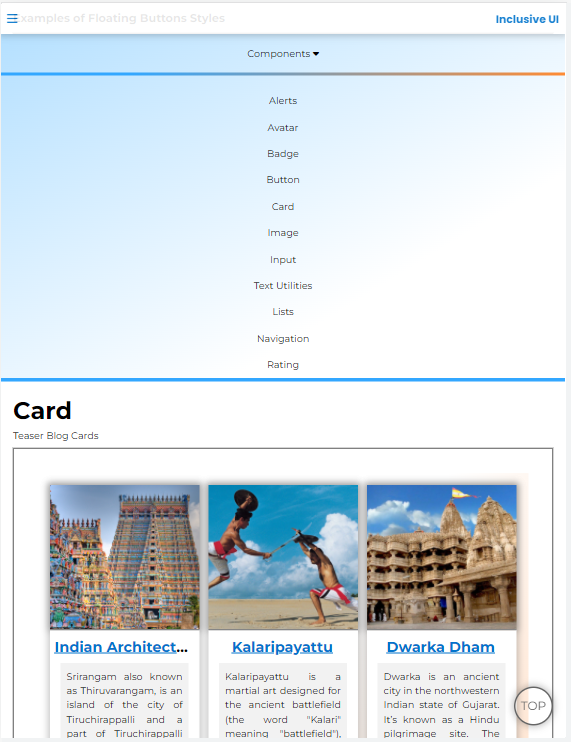 xamples of Floating Buttons Styles
Inclusive UI
Components
Alerts
Avatar
Badge
Button
Card
Image
Input
Text Utilities
Lists
Navigation
Rating
Card
Teaser Blog Cards
Indian Architect...
Srirangam also known
as Thiruvarangam, is an
island of the city of
Tiruchirappalli and a
part of Tiruchirappalli
Kalaripayattu
Kalaripayattu is a
martial art designed for
the ancient battlefield
(the word "Kalari"
meaning "battlefield"),
Dwarka Dham
Dwarka is an ancient
city in the northwestern
Indian state of Gujarat.
It's known as a Hindu
pilgrimage site. The
TOP